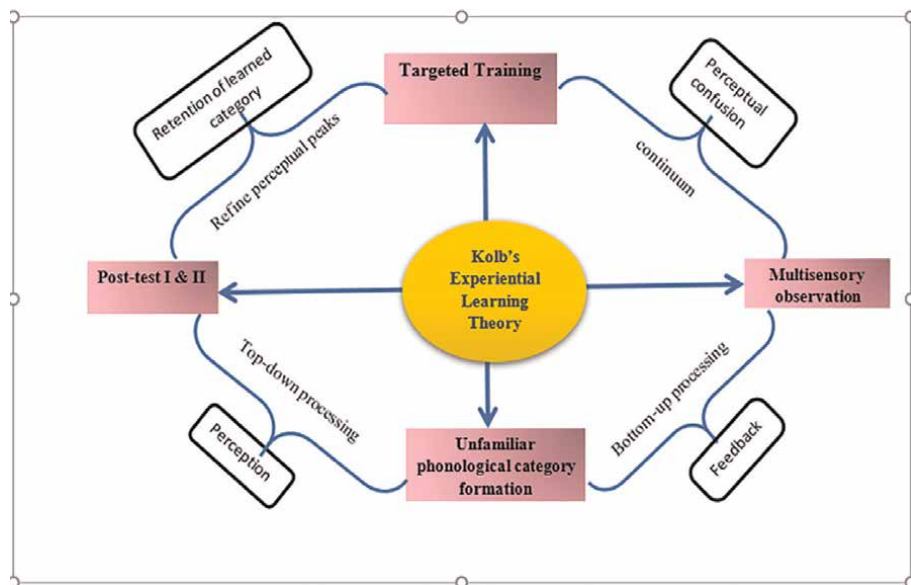 Targeted Training
Retention of learned
category
Perceptual
confusion
Refine perceptual peaks
continuum
Kolb's
Experiential
Learning
Theory
Post-test I & II
Multisensory
observation
Top-down processing
Bottom-up processing
Perception
Unfamiliar
phonological category
formation
Feedback